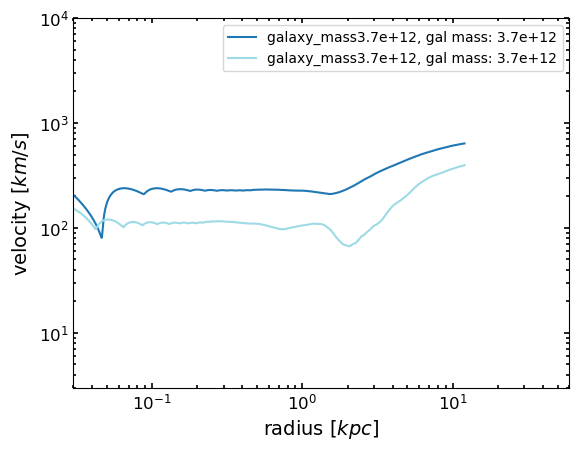 galaxy_mass3.7e+12, gal mass: 3.7e+12
galaxy_mass3.7e+12, gal mass: 3.7e+12
velocity [km/s]
10⁴
10³
10²
10¹
10⁻¹
10⁰
10¹
radius [kpc]